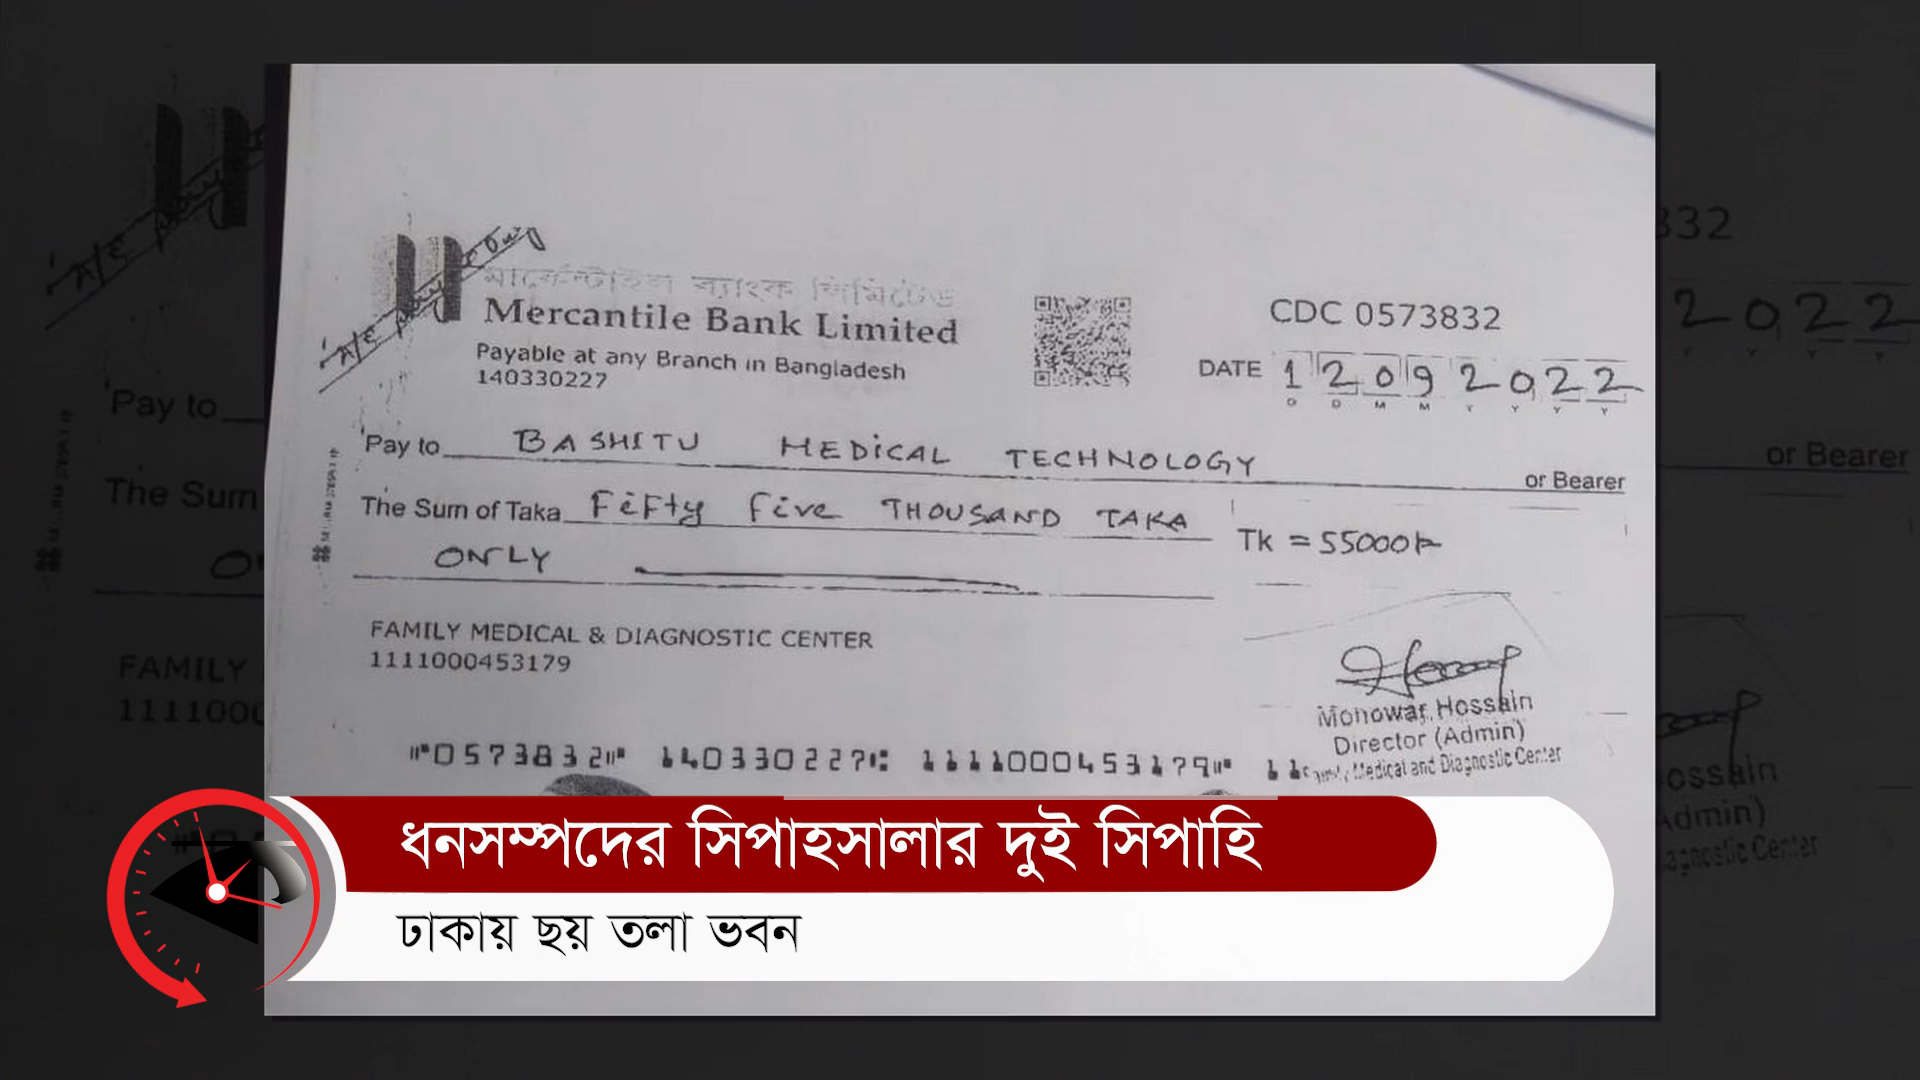 A/C Payee Only
মার্কেন্টাইল ব্যাংক লিমিটেড
Mercantile Bank Limited
Payable at any Branch in Bangladesh
140330227
CDC 0573832
DATE 12092022
D D M M Y Y Y Y
Pay to BASHITU MEDICAL TECHNOLOGY or Bearer
The Sum of Taka FiFty Five THOUSAND TAKA
ONLY
Tk = 55000/-
FAMILY MEDICAL & DIAGNOSTIC CENTER
1111000453179
Monowar Hossain
Director (Admin)
Family Medical and Diagnostic Center
⑈0573832⑈ 140330227⑆ 1111000453179⑈ 11
ধনসম্পদের সিপাহসালার দুই সিপাহি
ঢাকায় ছয় তলা ভবন